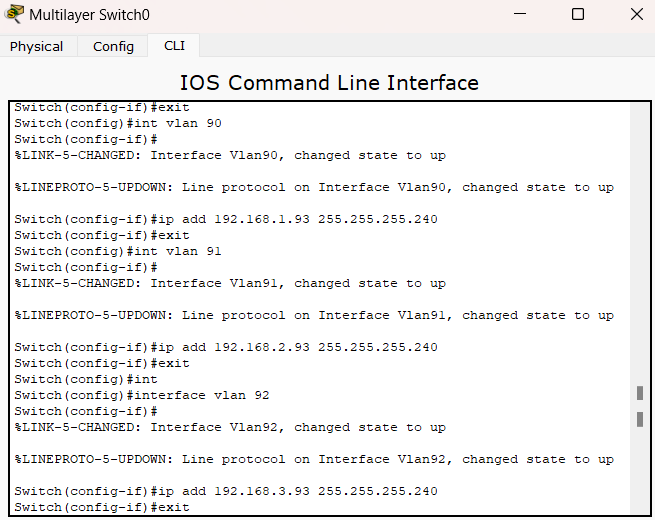 Multilayer Switch0
Physical Config CLI
IOS Command Line Interface
Switch(config-if)#exit
Switch(config)#int vlan 90
Switch(config-if)#
%LINK-5-CHANGED: Interface Vlan90, changed state to up
%LINEPROTO-5-UPDOWN: Line protocol on Interface Vlan90, changed state to up
Switch(config-if)#ip add 192.168.1.93 255.255.255.240
Switch(config-if)#exit
Switch(config)#int vlan 91
Switch(config-if)#
%LINK-5-CHANGED: Interface Vlan91, changed state to up
%LINEPROTO-5-UPDOWN: Line protocol on Interface Vlan91, changed state to up
Switch(config-if)#ip add 192.168.2.93 255.255.255.240
Switch(config-if)#exit
Switch(config)#int
Switch(config)#interface vlan 92
Switch(config-if)#
%LINK-5-CHANGED: Interface Vlan92, changed state to up
%LINEPROTO-5-UPDOWN: Line protocol on Interface Vlan92, changed state to up
Switch(config-if)#ip add 192.168.3.93 255.255.255.240
Switch(config-if)#exit